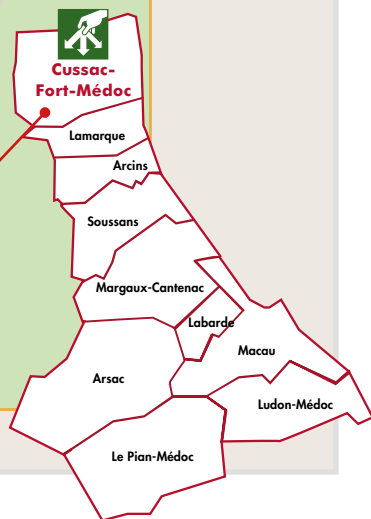 Cussac-
Fort-Médoc
Lamarque
Arcins
Soussans
Margaux-Cantenac
Labarde
Macau
Arsac
Ludon-Médoc
Le Pian-Médoc